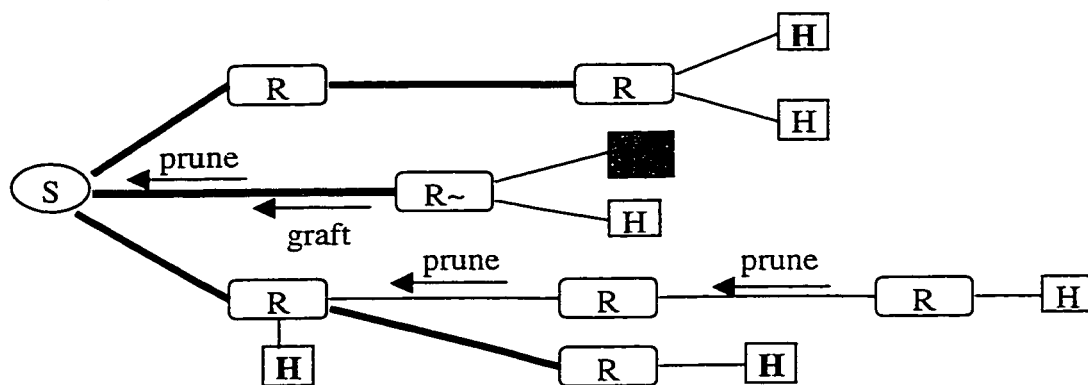 H
R R
H
prune
S R~
H
graft
prune prune
R R R H
H R H